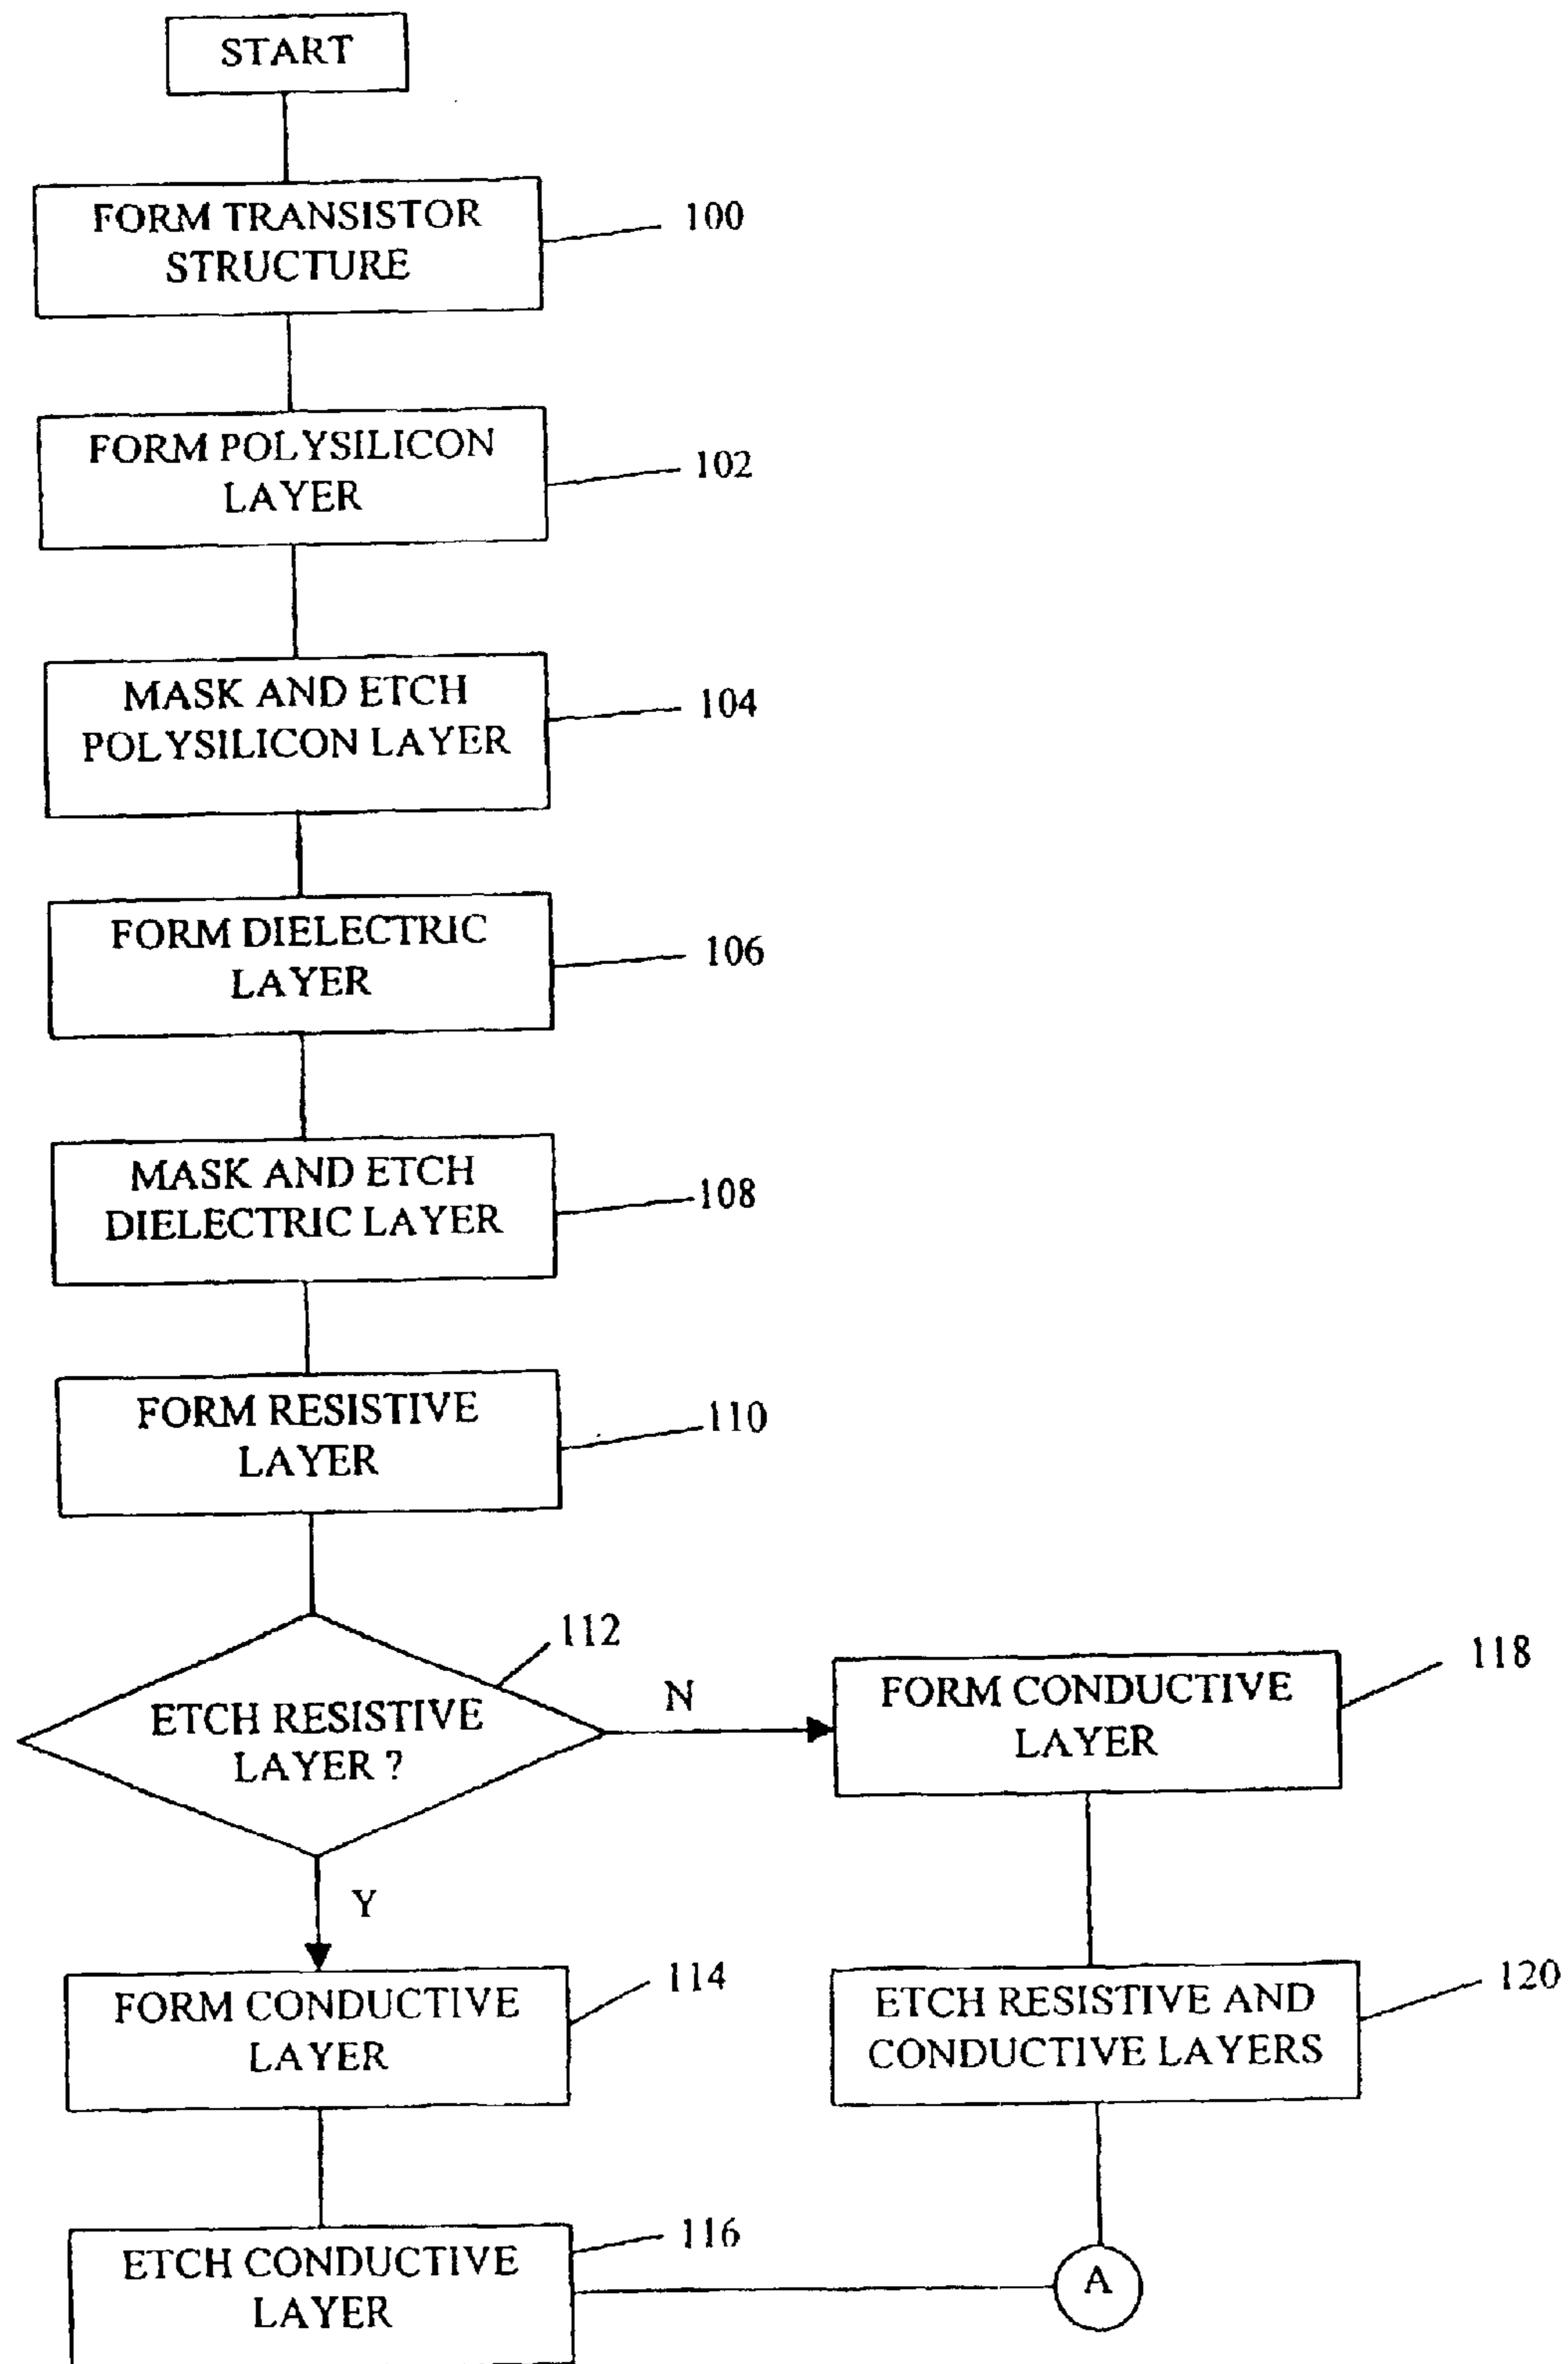 START
FORM TRANSISTOR
STRUCTURE
100
FORM POLYSILICON
LAYER
102
MASK AND ETCH
POLYSILICON LAYER
104
FORM DIELECTRIC
LAYER
106
MASK AND ETCH
DIELECTRIC LAYER
108
FORM RESISTIVE
LAYER
110
ETCH RESISTIVE
LAYER ?
112
N
Y
FORM CONDUCTIVE
LAYER
118
FORM CONDUCTIVE
LAYER
114
ETCH RESISTIVE AND
CONDUCTIVE LAYERS
120
ETCH CONDUCTIVE
LAYER
116
A